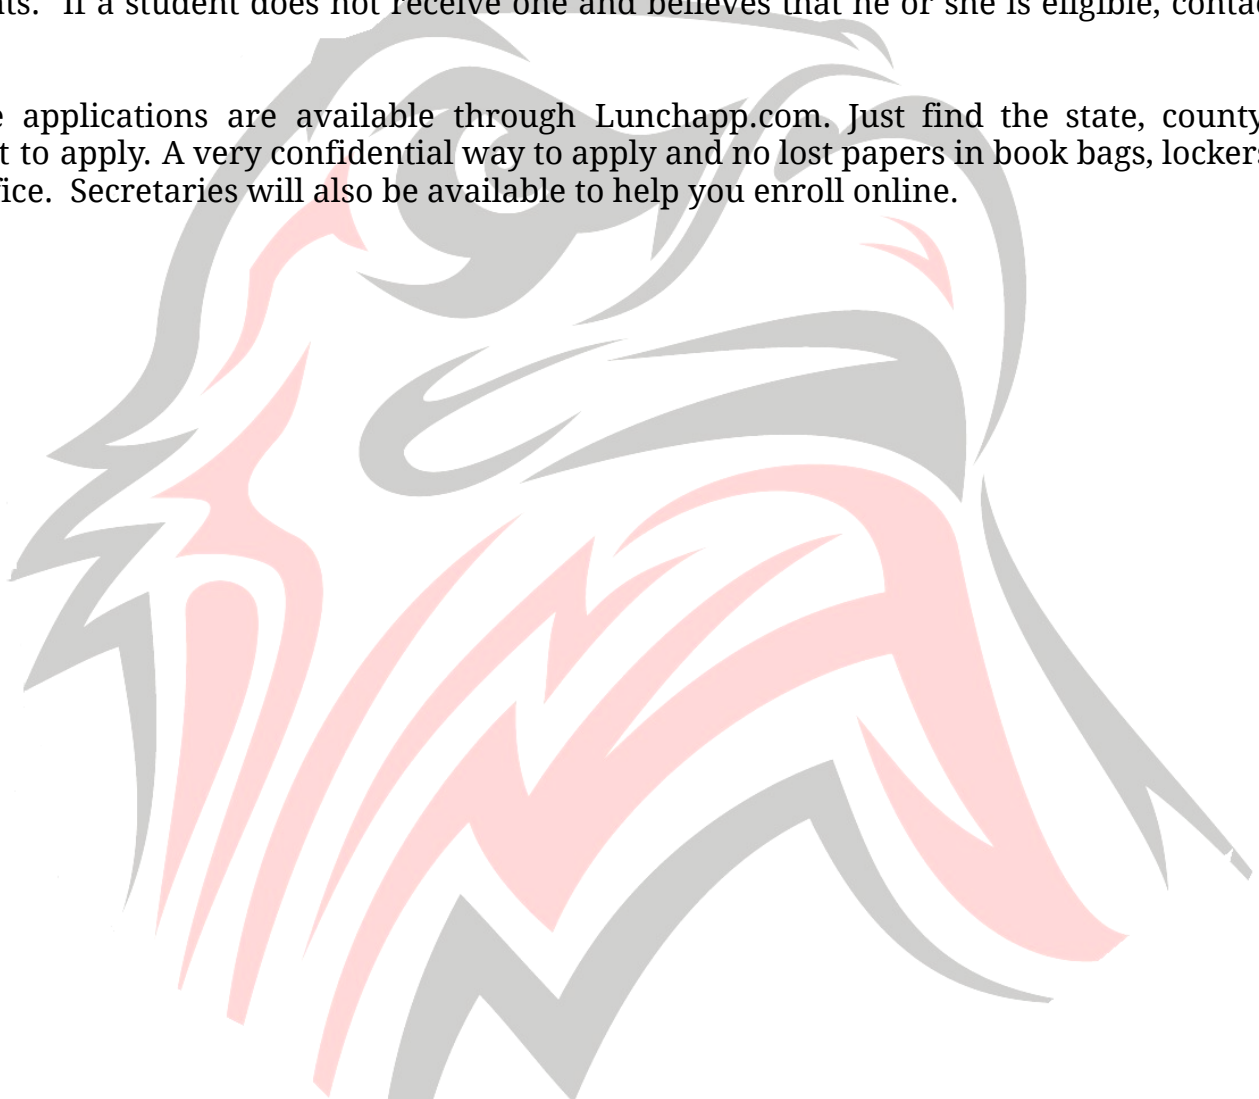 its. If a student does not receive one and believes that he or she is eligible, contac
e applications are available through Lunchapp.com. Just find the state, county
t to apply. A very confidential way to apply and no lost papers in book bags, lockers
fice. Secretaries will also be available to help you enroll online.